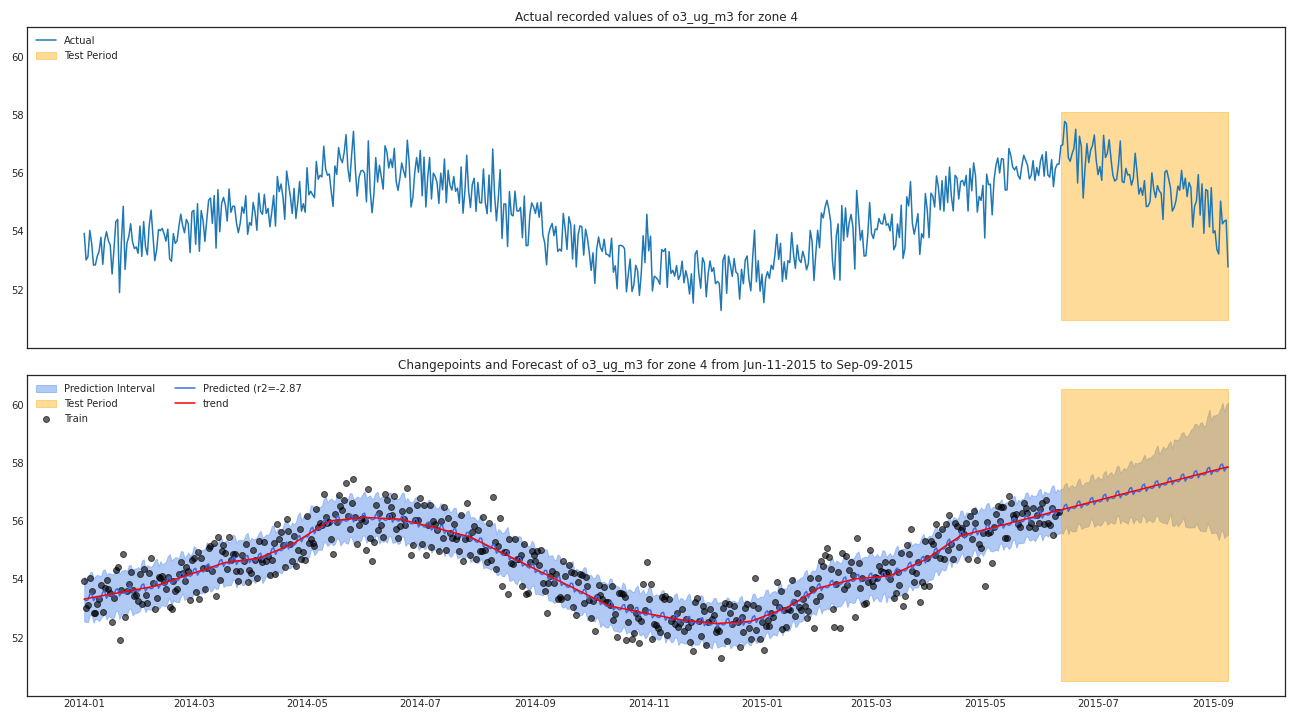 Actual recorded values of o3_ug_m3 for zone 4
Actual
Test Period
60
58
56
54
52
Changepoints and Forecast of o3_ug_m3 for zone 4 from Jun-11-2015 to Sep-09-2015
Prediction Interval
Test Period
Train
Predicted (r2=-2.87
trend
60
58
56
54
52
2014-01 2014-03 2014-05 2014-07 2014-09 2014-11 2015-01 2015-03 2015-05 2015-07 2015-09